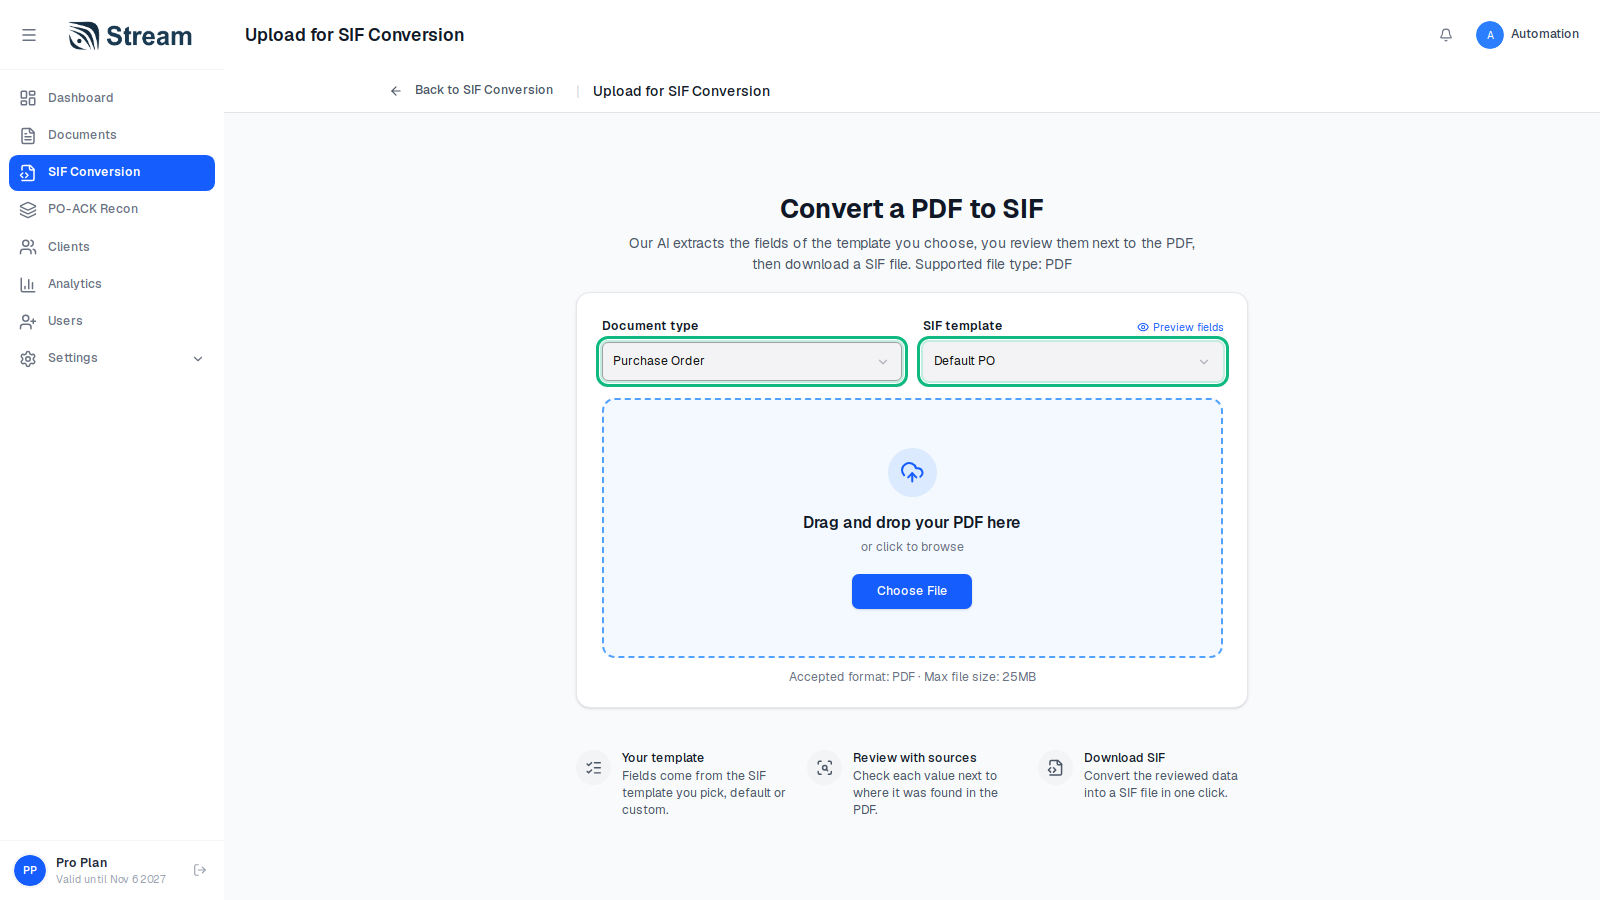 Stream
Upload for SIF Conversion
A
Automation
Back to SIF Conversion
Upload for SIF Conversion
Dashboard
Documents
SIF Conversion
PO-ACK Recon
Clients
Analytics
Users
Settings
Convert a PDF to SIF
Our AI extracts the fields of the template you choose, you review them next to the PDF,
then download a SIF file. Supported file type: PDF
Document type
SIF template
Preview fields
Purchase Order
Default PO
Drag and drop your PDF here
or click to browse
Choose File
Accepted format: PDF · Max file size: 25MB
Your template
Fields come from the SIF
template you pick, default or
custom.
Review with sources
Check each value next to
where it was found in the
PDF.
Download SIF
Convert the reviewed data
into a SIF file in one click.
PP
Pro Plan
Valid until Nov 6 2027